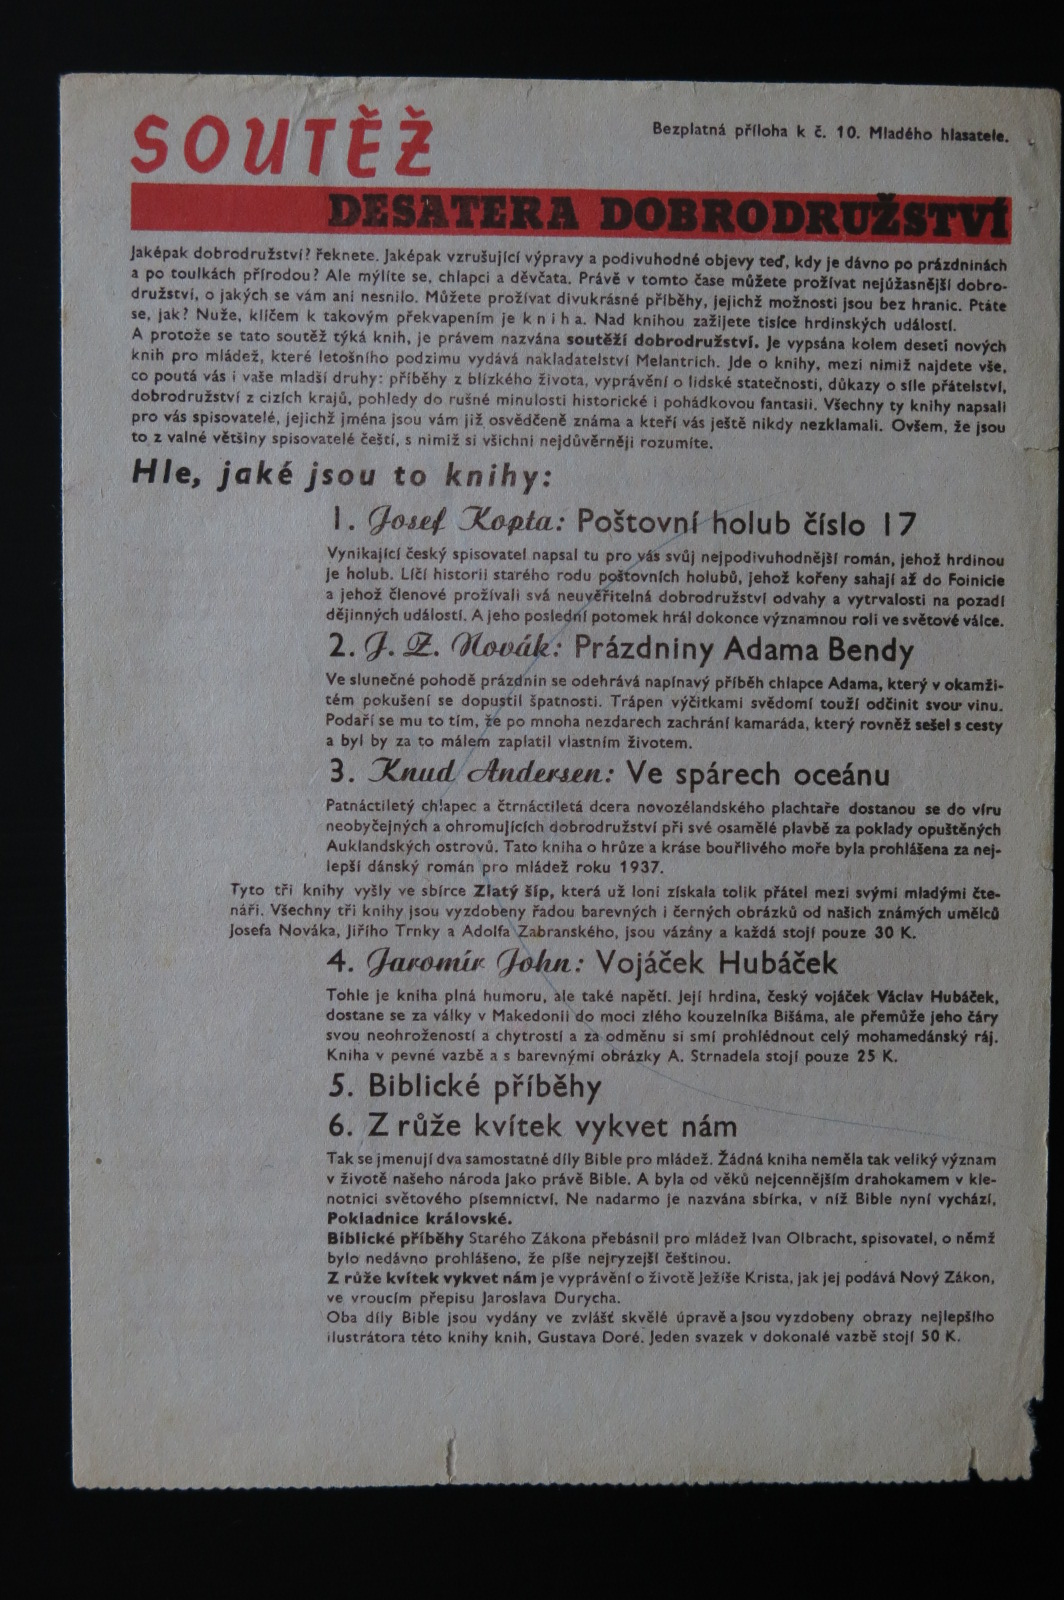 SOUTĚŽ
Bezplatná příloha k č. 10. Mladého hlasatele.
DESATERA DOBRODRUŽSTVÍ
Jaképak dobrodružství? řeknete. Jaképak vzrušující výpravy a podivuhodné objevy teď, kdy je dávno po prázdninách
a po toulkách přírodou? Ale mýlíte se, chlapci a děvčata. Právě v tomto čase můžete prožívat nejúžasnější dobro-
družství, o jakých se vám ani nesnilo. Můžete prožívat divukrásné příběhy, jejichž možnosti jsou bez hranic. Ptáte
se, jak? Nuže, klíčem k takovým překvapením je k n i h a. Nad knihou zažijete tisíce hrdinských událostí.
A protože se tato soutěž týká knih, je právem nazvána soutěží dobrodružství. Je vypsána kolem deseti nových
knih pro mládež, které letošního podzimu vydává nakladatelství Melantrich. Jde o knihy, mezi nimiž najdete vše,
co poutá vás i vaše mladší druhy: příběhy z blízkého života, vyprávění o lidské statečnosti, důkazy o síle přátelství,
dobrodružství z cizích krajů, pohledy do rušné minulosti historické i pohádkovou fantasii. Všechny ty knihy napsali
pro vás spisovatelé, jejichž jména jsou vám již osvědčeně známa a kteří vás ještě nikdy nezklamali. Ovšem, že jsou
to z valné většiny spisovatelé čeští, s nimiž si všichni nejdůvěrněji rozumíte.
Hle, jaké jsou to knihy:
1. Josef Kopta: Poštovní holub číslo 17
Vynikající český spisovatel napsal tu pro vás svůj nejpodivuhodnější román, jehož hrdinou
je holub. Líčí historii starého rodu poštovních holubů, jehož kořeny sahají až do Foinicie
a jehož členové prožívali svá neuvěřitelná dobrodružství odvahy a vytrvalosti na pozadí
dějinných událostí. A jeho poslední potomek hrál dokonce významnou roli ve světové válce.
2. J. Z. Novák: Prázdniny Adama Bendy
Ve slunečné pohodě prázdnin se odehrává napínavý příběh chlapce Adama, který v okamži-
tém pokušení se dopustil špatnosti. Trápen výčitkami svědomí touží odčinit svou vinu.
Podaří se mu to tím, že po mnoha nezdarech zachrání kamaráda, který rovněž sešel s cesty
a byl by za to málem zaplatil vlastním životem.
3. Knud Andersen: Ve spárech oceánu
Patnáctiletý chlapec a čtrnáctiletá dcera novozélandského plachtaře dostanou se do víru
neobyčejných a ohromujících dobrodružství při své osamělé plavbě za poklady opuštěných
Auklandských ostrovů. Tato kniha o hrůze a kráse bouřlivého moře byla prohlášena za nej-
lepší dánský román pro mládež roku 1937.
Tyto tři knihy vyšly ve sbírce Zlatý šíp, která už loni získala tolik přátel mezi svými mladými čte-
náři. Všechny tři knihy jsou vyzdobeny řadou barevných i černých obrázků od našich známých umělců
Josefa Nováka, Jiřího Trnky a Adolfa Zábranského, jsou vázány a každá stojí pouze 30 K.
4. Jaromír John: Vojáček Hubáček
Tohle je kniha plná humoru, ale také napětí. Její hrdina, český vojáček Václav Hubáček,
dostane se za války v Makedonii do moci zlého kouzelníka Bišáma, ale přemůže jeho čáry
svou neohrožeností a chytrostí a za odměnu si smí prohlédnout celý mohamedánský ráj.
Kniha v pevné vazbě a s barevnými obrázky A. Strnadela stojí pouze 25 K.
5. Biblické příběhy
6. Z růže kvítek vykvet nám
Tak se jmenují dva samostatné díly Bible pro mládež. Žádná kniha neměla tak veliký význam
v životě našeho národa jako právě Bible. A byla od věků nejcennějším drahokamem v kle-
notnici světového písemnictví. Ne nadarmo je nazvána sbírka, v níž Bible nyní vychází,
Pokladnice královské.
Biblické příběhy Starého Zákona přebásnil pro mládež Ivan Olbracht, spisovatel, o němž
bylo nedávno prohlášeno, že píše nejryzejší češtinou.
Z růže kvítek vykvet nám je vyprávění o životě Ježíše Krista, jak jej podává Nový Zákon,
ve vroucím přepisu Jaroslava Durycha.
Oba díly Bible jsou vydány ve zvlášť skvělé úpravě a jsou vyzdobeny obrazy nejlepšího
ilustrátora této knihy knih, Gustava Doré. Jeden svazek v dokonalé vazbě stojí 50 K.